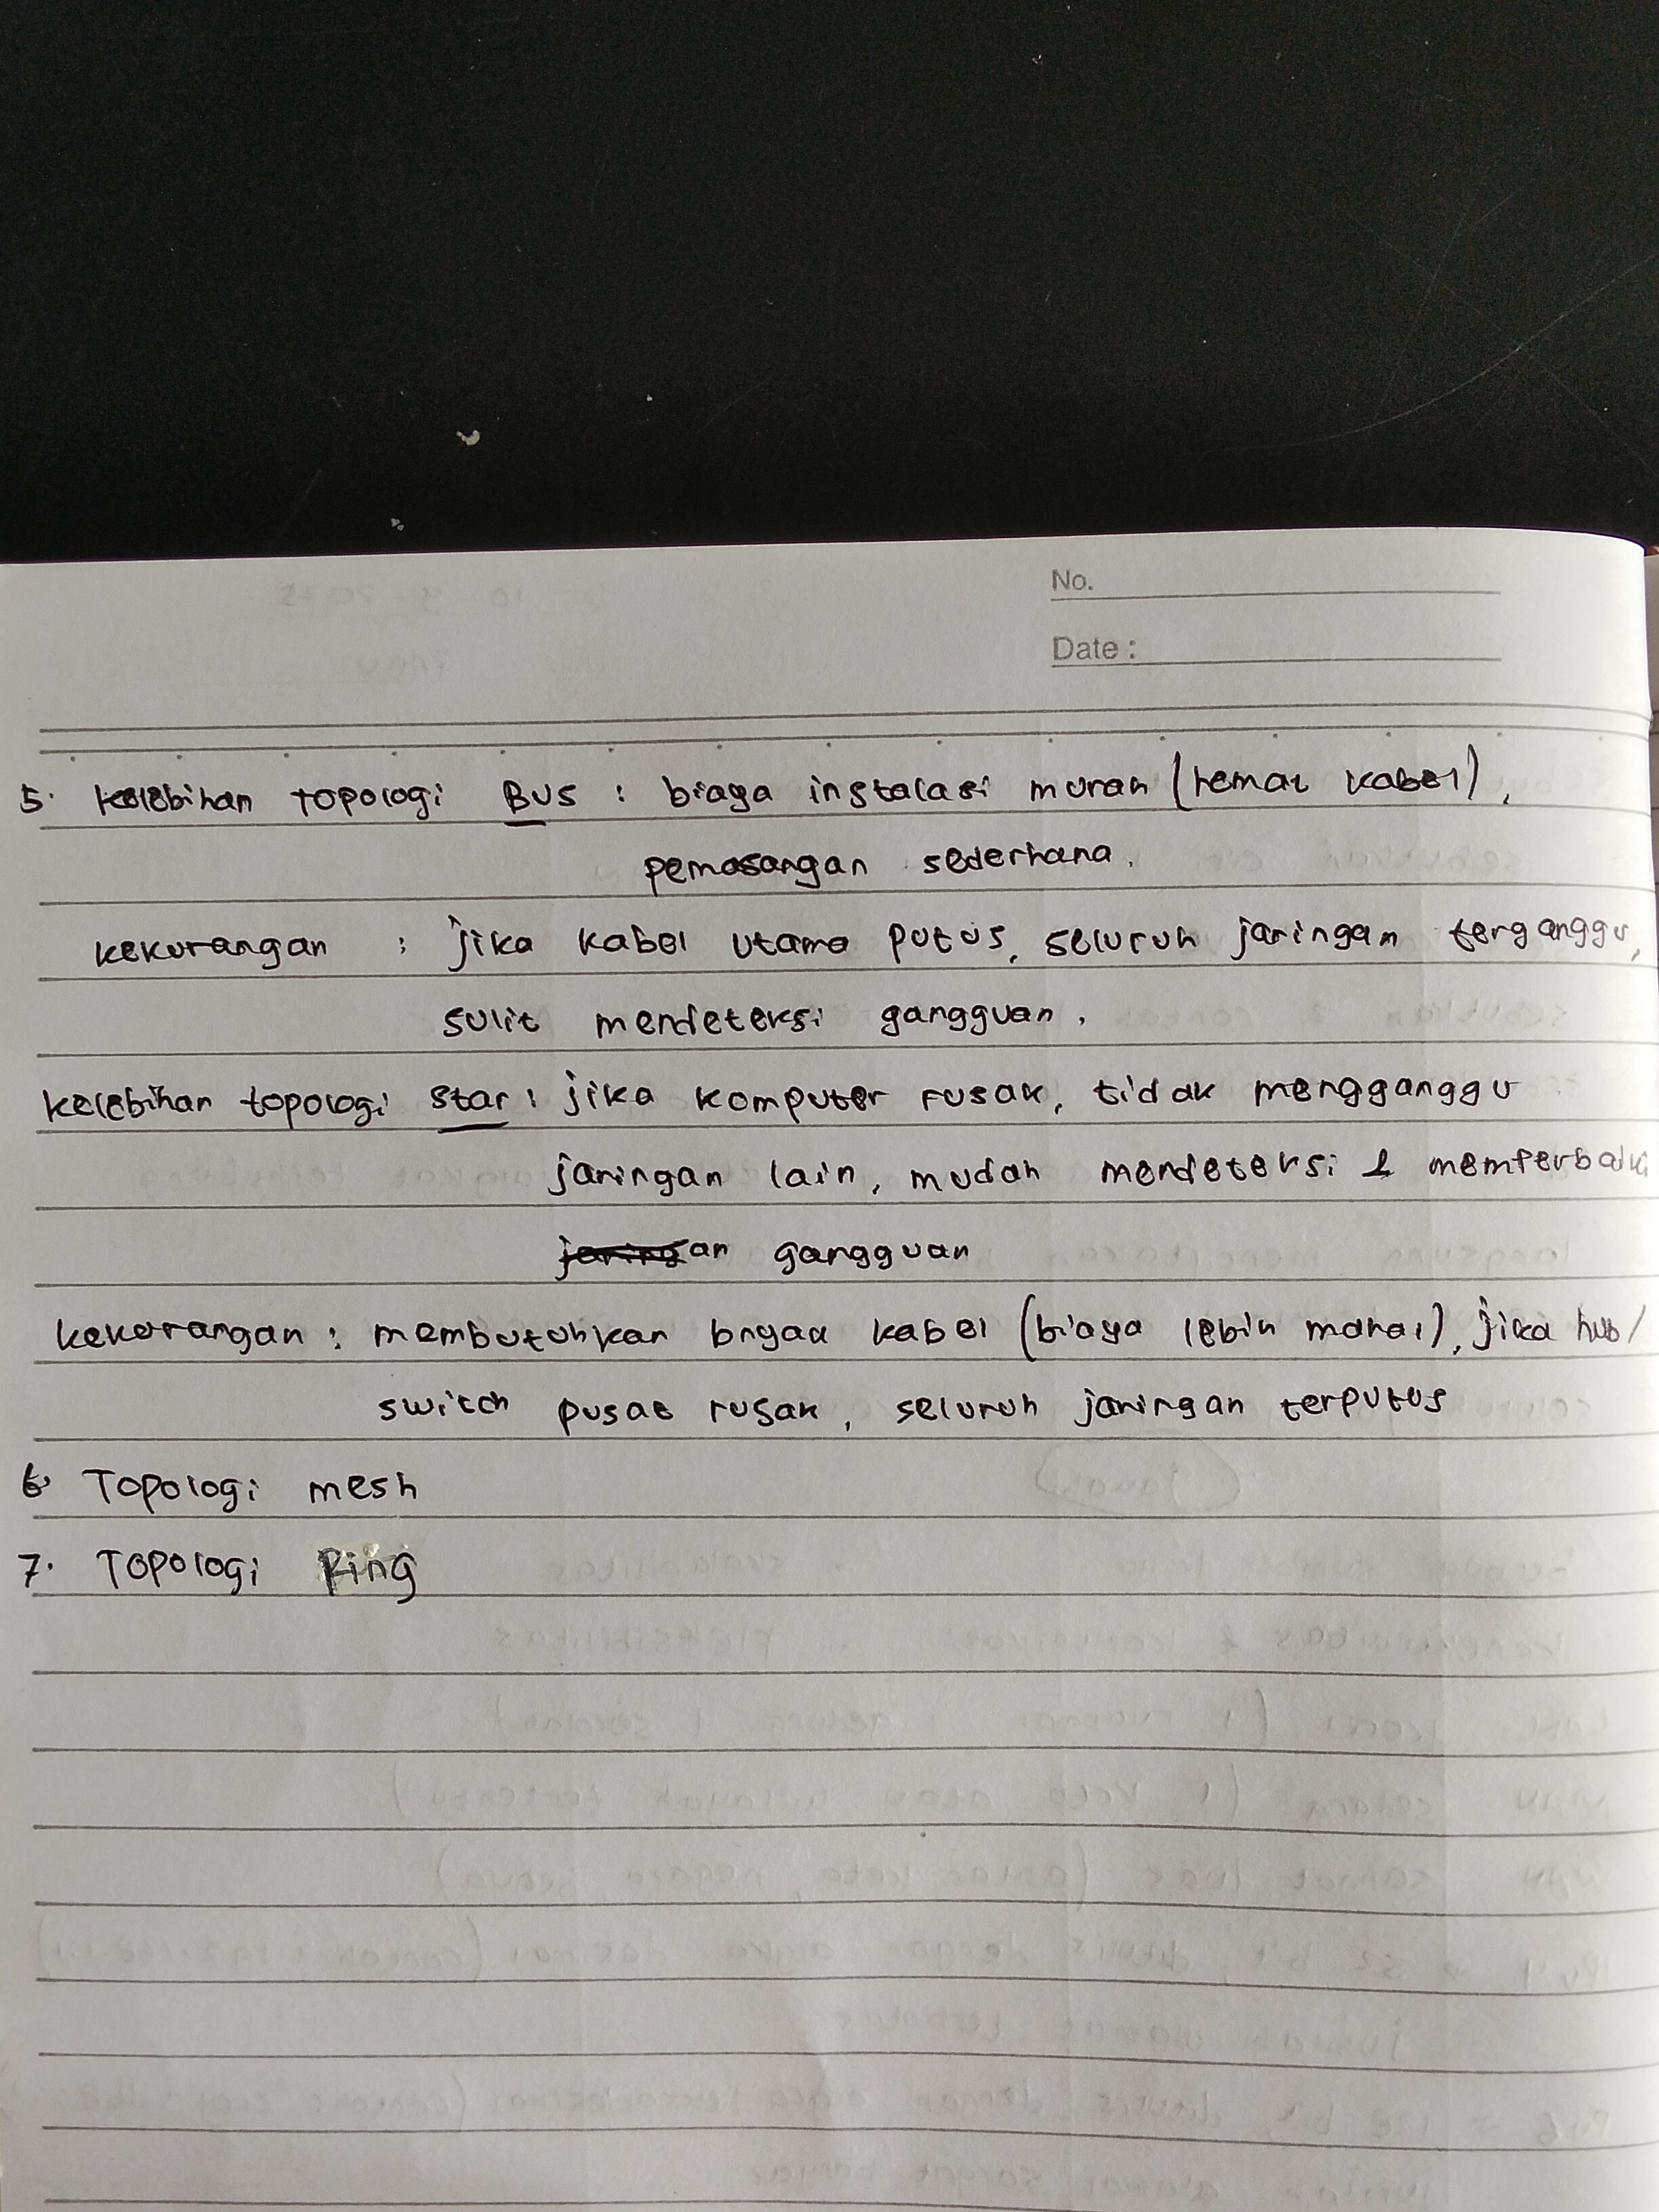 No.
Date :
5. kelebihan topologi Bus : biaya instalasi murah (hemat kabel),
pemasangan sederhana.
kekurangan : jika kabel utama putus, seluruh jaringan terganggu,
sulit mendeteksi gangguan.
kelebihan topologi star : jika komputer rusak, tidak mengganggu
jaringan lain, mudah mendeteksi & memperbaiki
jaringan gangguan
kekurangan : membutuhkan bnyak kabel (biaya lebih mahal), jika hub/
switch pusat rusak, seluruh jaringan terputus
6. Topologi mesh
7. Topologi Ring